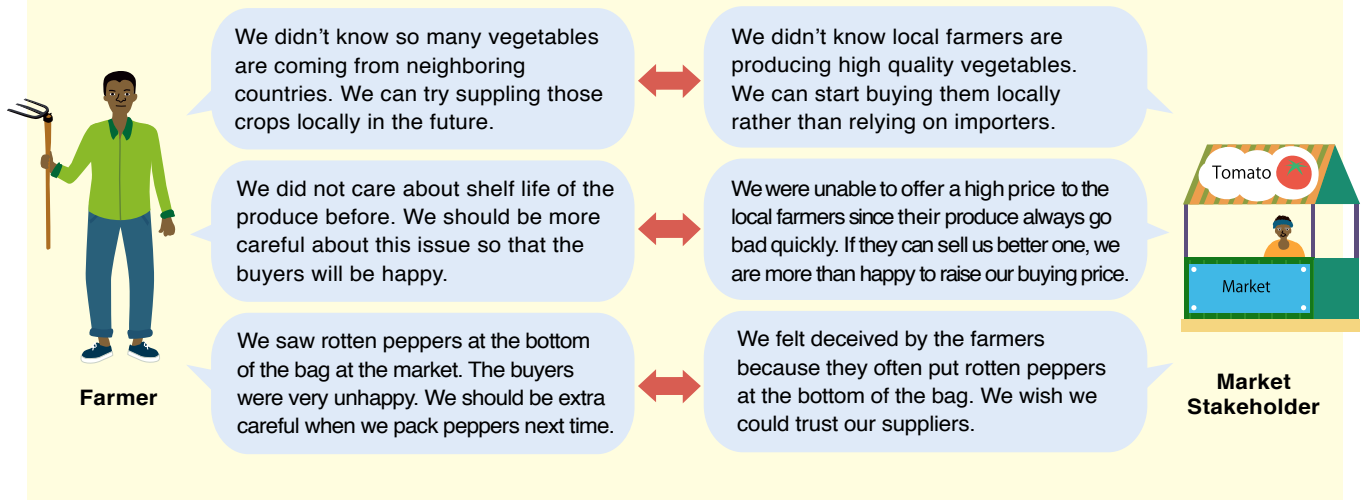 We didn't know so many vegetables
are coming from neighboring
countries. We can try suppling those
crops locally in the future.
We didn't know local farmers are
producing high quality vegetables.
We can start buying them locally
rather than relying on importers.
We did not care about shelf life of the
produce before. We should be more
careful about this issue so that the
buyers will be happy.
We were unable to offer a high price to the
local farmers since their produce always go
bad quickly. If they can sell us better one, we
are more than happy to raise our buying price.
Tomato
Market
We saw rotten peppers at the bottom
of the bag at the market. The buyers
were very unhappy. We should be extra
careful when we pack peppers next time.
We felt deceived by the farmers
because they often put rotten peppers
at the bottom of the bag. We wish we
could trust our suppliers.
Farmer
Market
Stakeholder